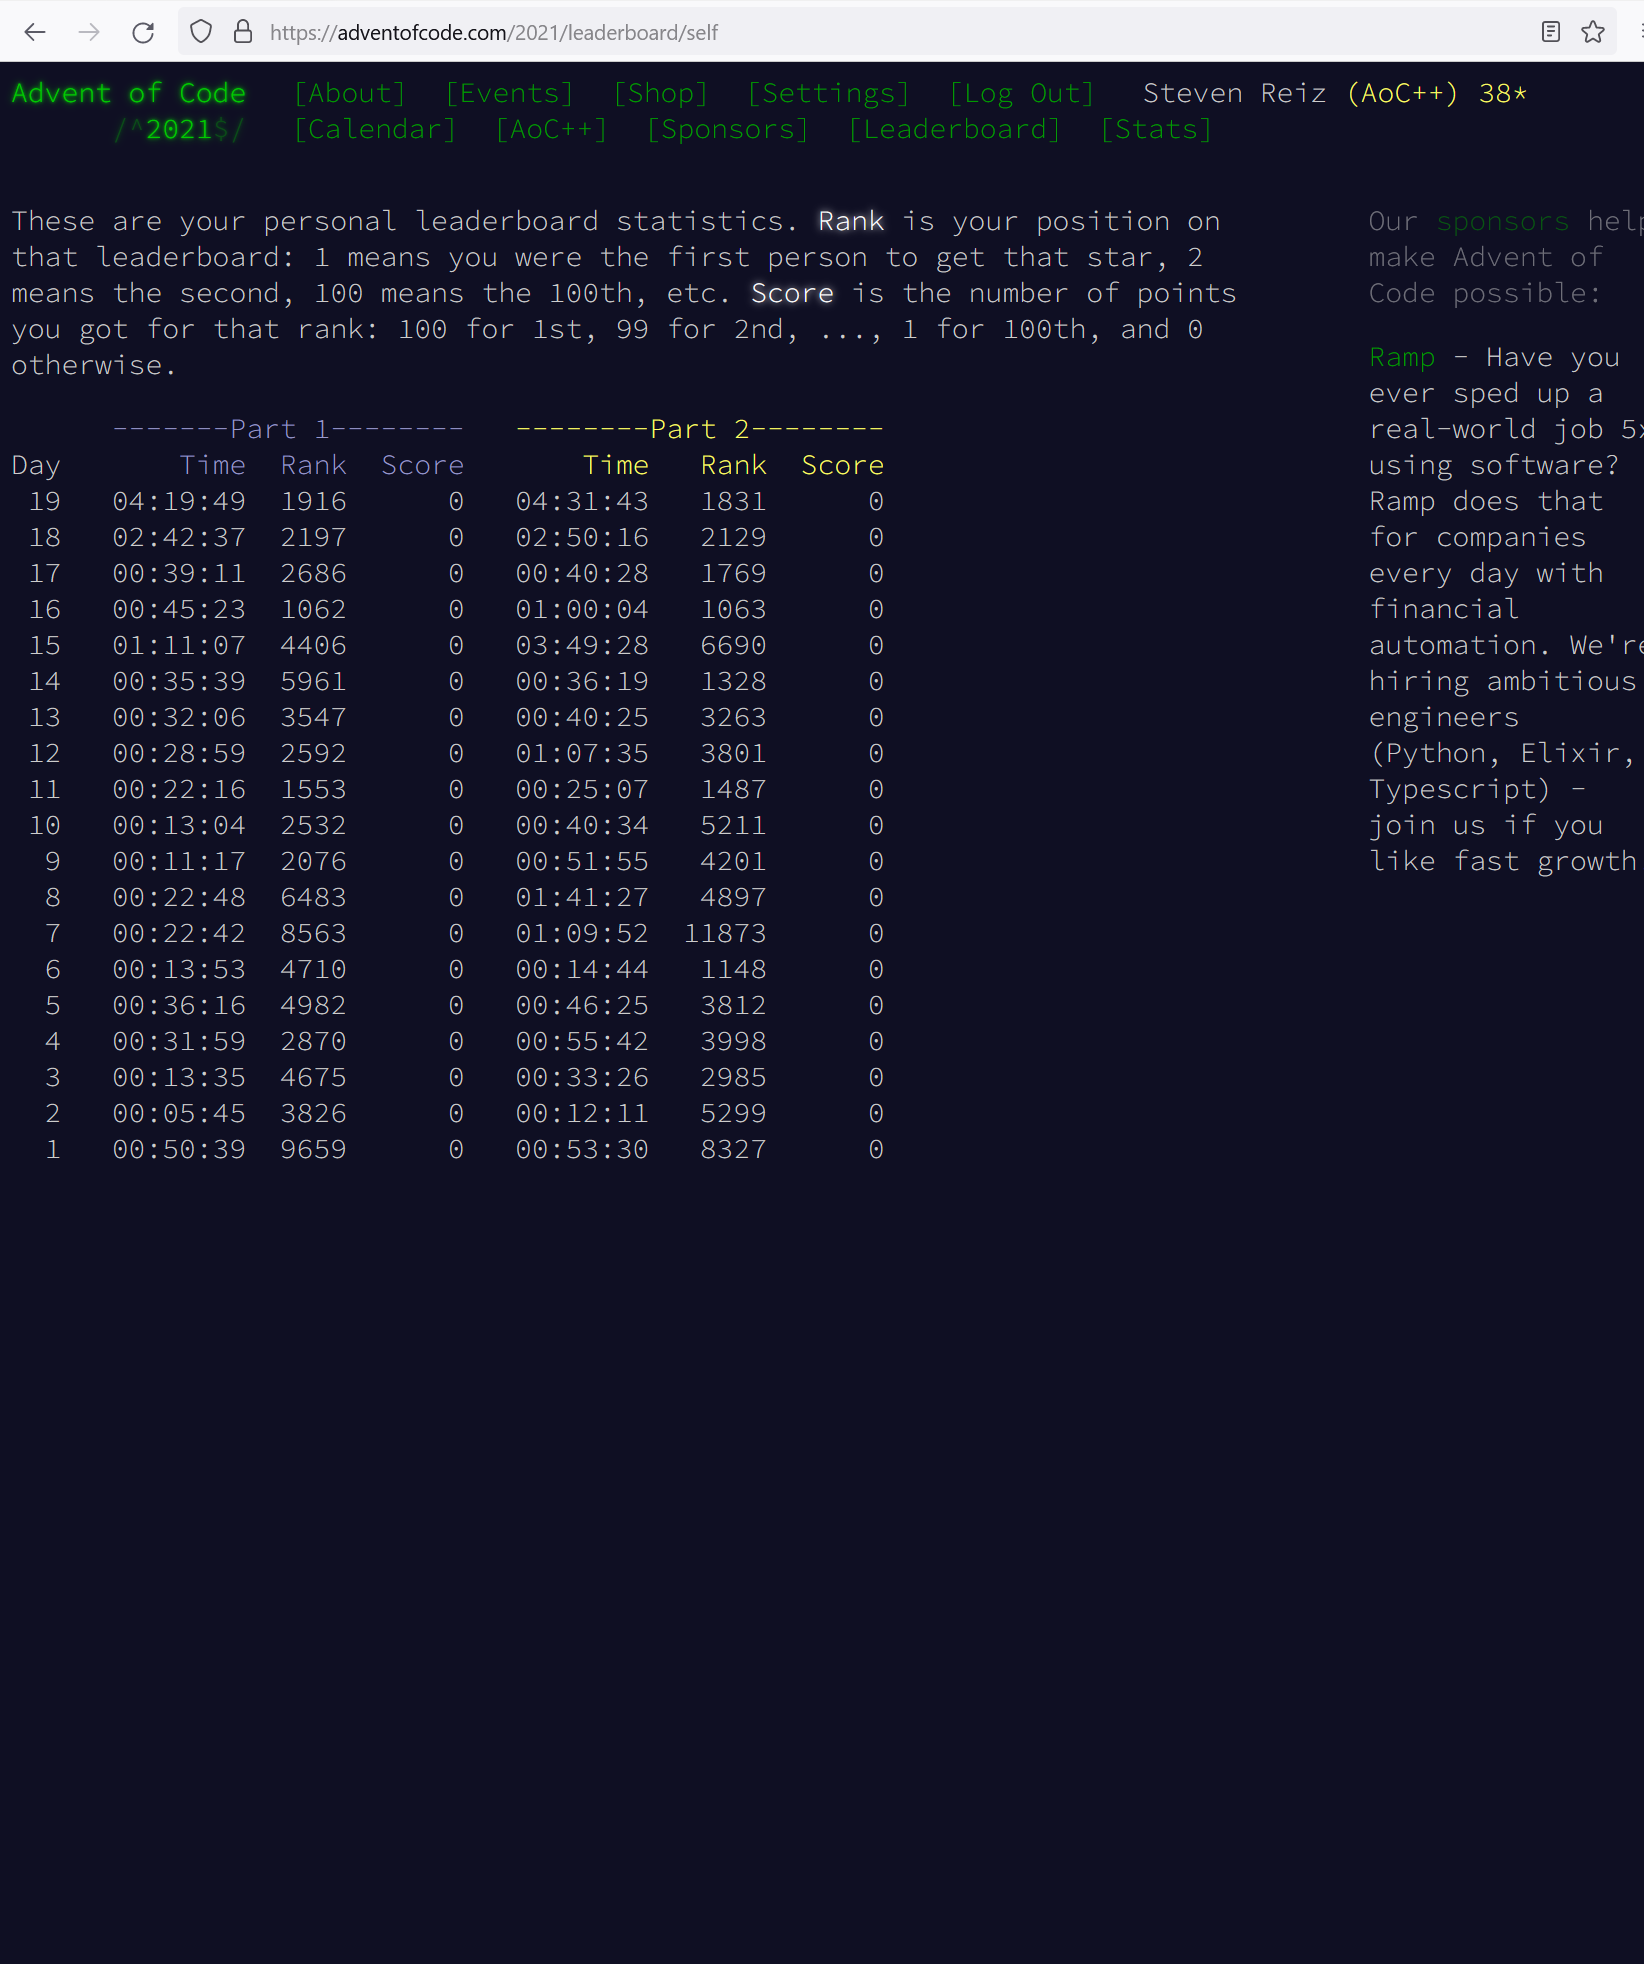 https://adventofcode.com/2021/leaderboard/self
Advent of Code [About] [Events] [Shop] [Settings] [Log Out] Steven Reiz (AoC++) 38*
/^2021$/ [Calendar] [AoC++] [Sponsors] [Leaderboard] [Stats]
These are your personal leaderboard statistics. Rank is your position on
that leaderboard: 1 means you were the first person to get that star, 2
means the second, 100 means the 100th, etc. Score is the number of points
you got for that rank: 100 for 1st, 99 for 2nd, ..., 1 for 100th, and 0
otherwise.
-------Part 1-------- --------Part 2--------
Day Time Rank Score Time Rank Score
19 04:19:49 1916 0 04:31:43 1831 0
18 02:42:37 2197 0 02:50:16 2129 0
17 00:39:11 2686 0 00:40:28 1769 0
16 00:45:23 1062 0 01:00:04 1063 0
15 01:11:07 4406 0 03:49:28 6690 0
14 00:35:39 5961 0 00:36:19 1328 0
13 00:32:06 3547 0 00:40:25 3263 0
12 00:28:59 2592 0 01:07:35 3801 0
11 00:22:16 1553 0 00:25:07 1487 0
10 00:13:04 2532 0 00:40:34 5211 0
9 00:11:17 2076 0 00:51:55 4201 0
8 00:22:48 6483 0 01:41:27 4897 0
7 00:22:42 8563 0 01:09:52 11873 0
6 00:13:53 4710 0 00:14:44 1148 0
5 00:36:16 4982 0 00:46:25 3812 0
4 00:31:59 2870 0 00:55:42 3998 0
3 00:13:35 4675 0 00:33:26 2985 0
2 00:05:45 3826 0 00:12:11 5299 0
1 00:50:39 9659 0 00:53:30 8327 0
Our sponsors help
make Advent of
Code possible:
Ramp - Have you
ever sped up a
real-world job 5x
using software?
Ramp does that
for companies
every day with
financial
automation. We're
hiring ambitious
engineers
(Python, Elixir,
Typescript) -
join us if you
like fast growth